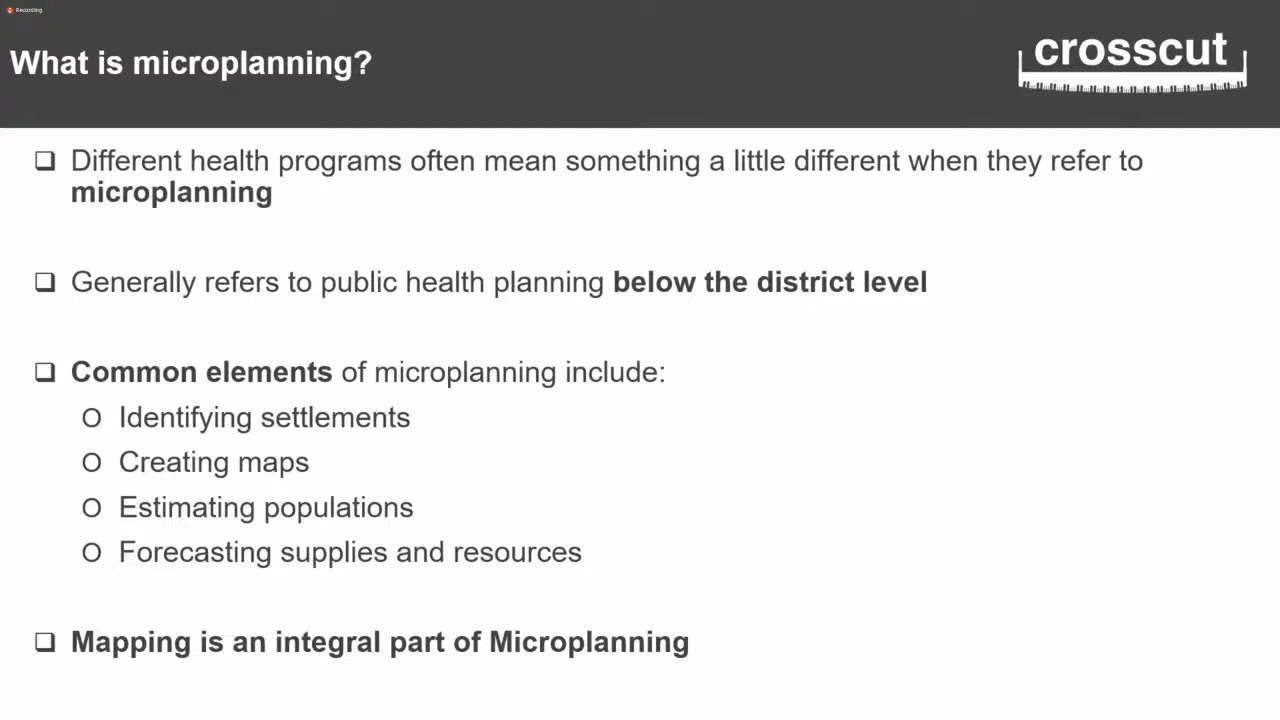 Recording
What is microplanning?
crosscut
❑ Different health programs often mean something a little different when they refer to
microplanning
❑ Generally refers to public health planning below the district level
❑ Common elements of microplanning include:
O Identifying settlements
O Creating maps
O Estimating populations
O Forecasting supplies and resources
❑ Mapping is an integral part of Microplanning